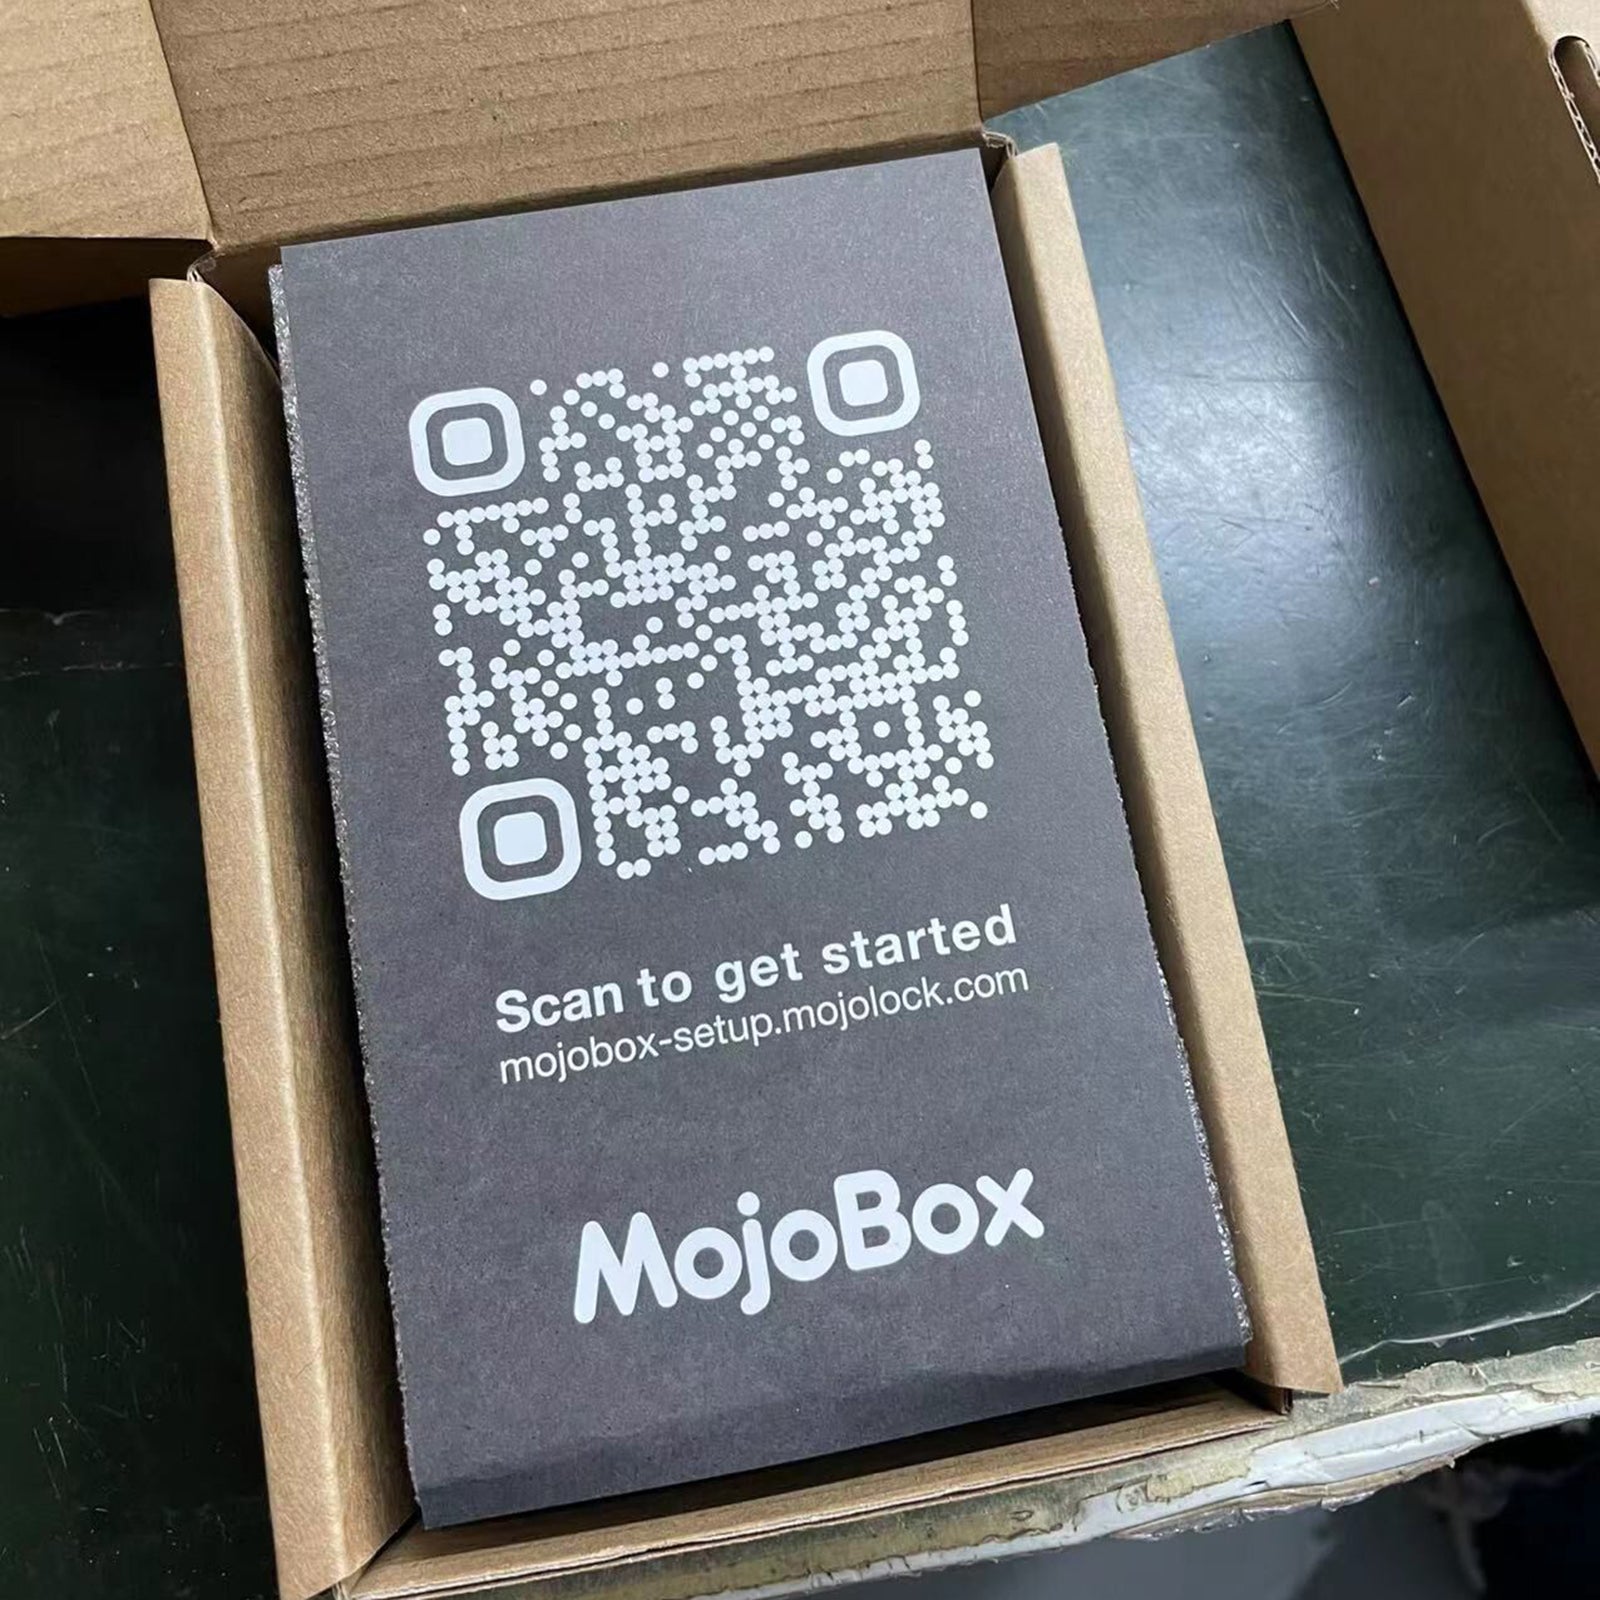 Scan to get started
mojobox-setup.mojolock.com
MojoBox